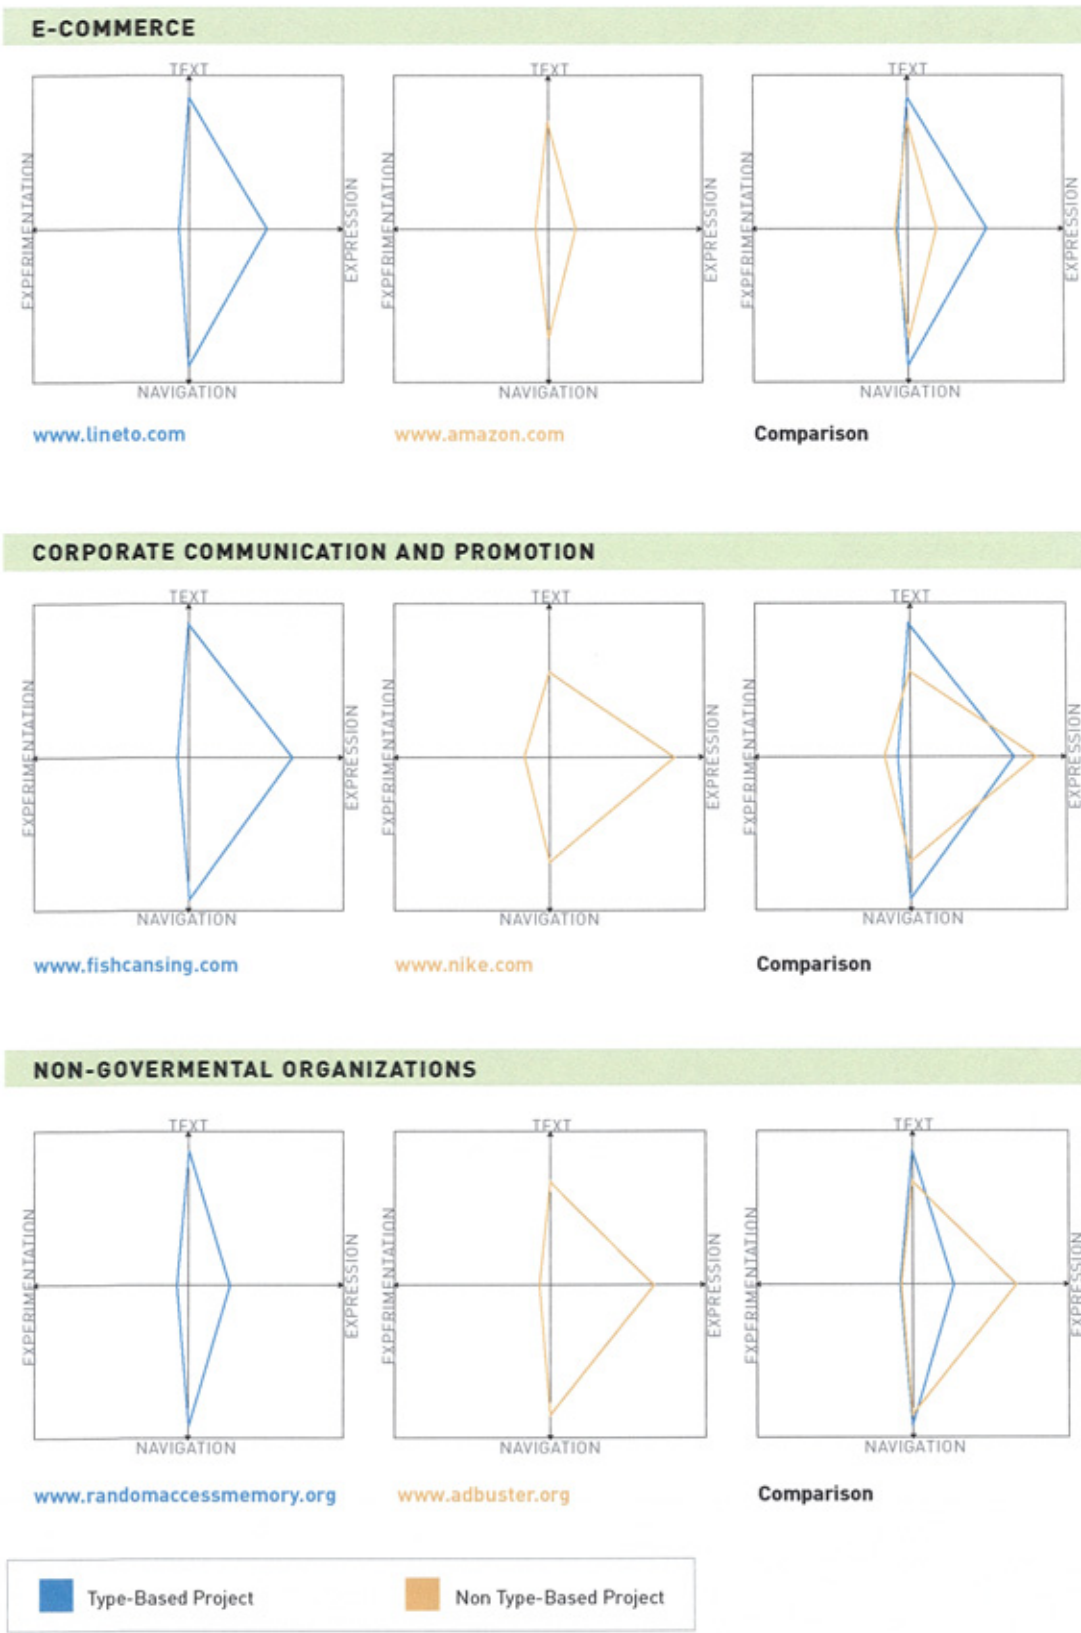 E-COMMERCE
TEXT
TEXT
TEXT
EXPERIMENTATION
EXPRESSION
EXPERIMENTATION
EXPRESSION
EXPERIMENTATION
EXPRESSION
NAVIGATION
NAVIGATION
NAVIGATION
www.lineto.com
www.amazon.com
Comparison
CORPORATE COMMUNICATION AND PROMOTION
TEXT
TEXT
TEXT
EXPERIMENTATION
EXPRESSION
EXPERIMENTATION
EXPRESSION
EXPERIMENTATION
EXPRESSION
NAVIGATION
NAVIGATION
NAVIGATION
www.fishcansing.com
www.nike.com
Comparison
NON-GOVERMENTAL ORGANIZATIONS
TEXT
TEXT
TEXT
EXPERIMENTATION
EXPRESSION
EXPERIMENTATION
EXPRESSION
EXPERIMENTATION
EXPRESSION
NAVIGATION
NAVIGATION
NAVIGATION
www.randomaccessmemory.org
www.adbuster.org
Comparison
Type-Based Project
Non Type-Based Project